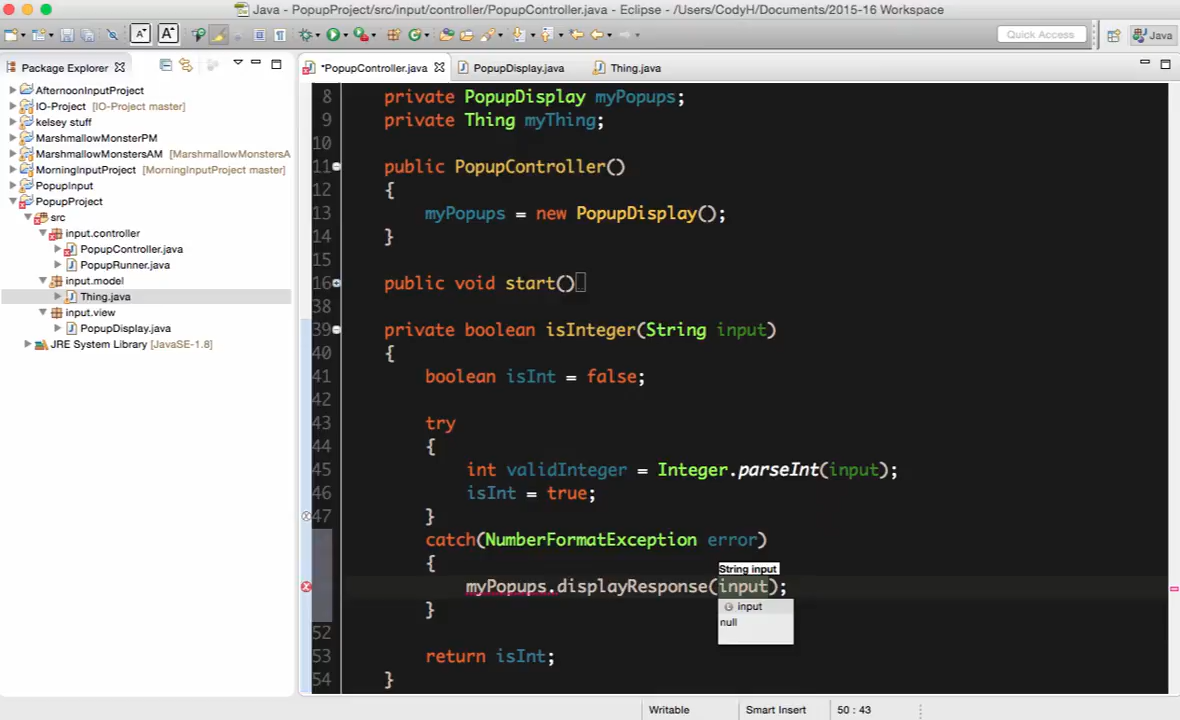 Java - PopupProject/src/input/controller/PopupController.java - Eclipse - /Users/CodyH/Documents/2015-16 Workspace
Quick Access
Java
Package Explorer
*PopupController.java
PopupDisplay.java
Thing.java
AfternoonInputProject
IO-Project [IO-Project master]
kelsey stuff
MarshmallowMonsterPM
MarshmallowMonstersAM [MarshmallowMonstersA
MorningInputProject [MorningInputProject master]
PopupInput
PopupProject
src
input.controller
PopupController.java
PopupRunner.java
input.model
Thing.java
input.view
PopupDisplay.java
JRE System Library [JavaSE-1.8]
8 private PopupDisplay myPopups;
9 private Thing myThing;
10
11 public PopupController()
12 {
13 myPopups = new PopupDisplay();
14 }
15
16 public void start()
38
39 private boolean isInteger(String input)
40 {
41 boolean isInt = false;
42
43 try
44 {
45 int validInteger = Integer.parseInt(input);
46 isInt = true;
47 }
catch(NumberFormatException error)
{
String input
myPopups.displayResponse(input);
input
}
null
52
53 return isInt;
54 }
Writable
Smart Insert
50 : 43